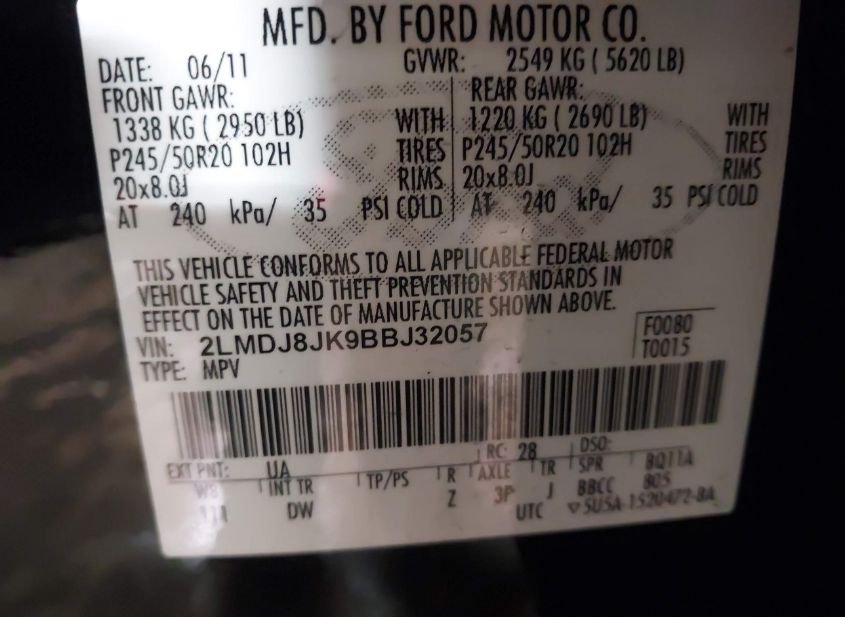 MFD. BY FORD MOTOR CO.
DATE: 06/11 GVWR: 2549 KG ( 5620 LB)
FRONT GAWR: REAR GAWR:
1338 KG ( 2950 LB) WITH 1220 KG ( 2690 LB) WITH
P245/50R20 102H TIRES P245/50R20 102H TIRES
20x8.0J RIMS 20x8.0J RIMS
AT 240 kPa/ 35 PSI COLD AT 240 kPa/ 35 PSI COLD
THIS VEHICLE CONFORMS TO ALL APPLICABLE FEDERAL MOTOR
VEHICLE SAFETY AND THEFT PREVENTION STANDARDS IN
EFFECT ON THE DATE OF MANUFACTURE SHOWN ABOVE.
VIN: 2LMDJ8JK9BBJ32057 F0080
TYPE: MPV T0015
EXT PNT: UA RC: 28 DSO:
INT TR TP/PS R AXLE TR SPR BQ11A
DW Z 3P J BBCC 805
UTC ▽5U5A-1520472-BA